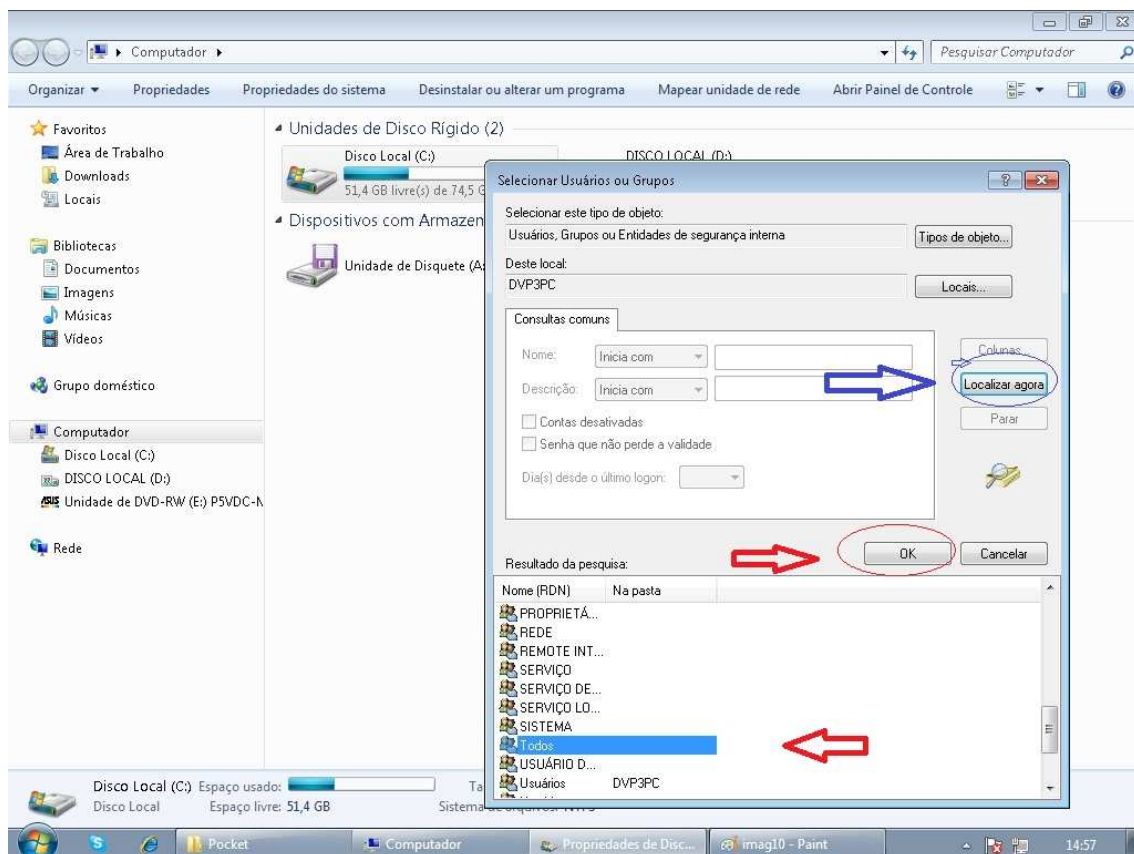 Computador
Pesquisar Computador
Organizar
Propriedades
Propriedades do sistema
Desinstalar ou alterar um programa
Mapear unidade de rede
Abrir Painel de Controle
Favoritos
Área de Trabalho
Downloads
Locais
Bibliotecas
Documentos
Imagens
Músicas
Vídeos
Grupo doméstico
Computador
Disco Local (C:)
DISCO LOCAL (D:)
Unidade de DVD-RW (E:) P5VDC-
Rede
Unidades de Disco Rígido (2)
Disco Local (C:)
51,4 GB livre(s) de 74,5 G
DISCO LOCAL (D:)
Dispositivos com Armazen
Unidade de Disquete (A:
Selecionar Usuários ou Grupos
Selecionar este tipo de objeto:
Usuários, Grupos ou Entidades de segurança interna
Tipos de objeto...
Deste local:
DVP3PC
Locais...
Consultas comuns
Nome:
Inicia com
Descrição:
Inicia com
Contas desativadas
Senha que não perde a validade
Dia(s) desde o último logon:
Colunas...
Localizar agora
Parar
OK
Cancelar
Resultado da pesquisa:
Nome (RDN)
Na pasta
PROPRIETÁ...
REDE
REMOTE INT...
SERVIÇO
SERVIÇO DE...
SERVIÇO LO...
SISTEMA
Todos
USUÁRIO D...
Usuários DVP3PC
Disco Local (C:) Espaço usado:
Disco Local Espaço livre: 51,4 GB
Ta
Sistema
Pocket
Computador
Propriedades de Disc...
imag10 - Paint
14:57